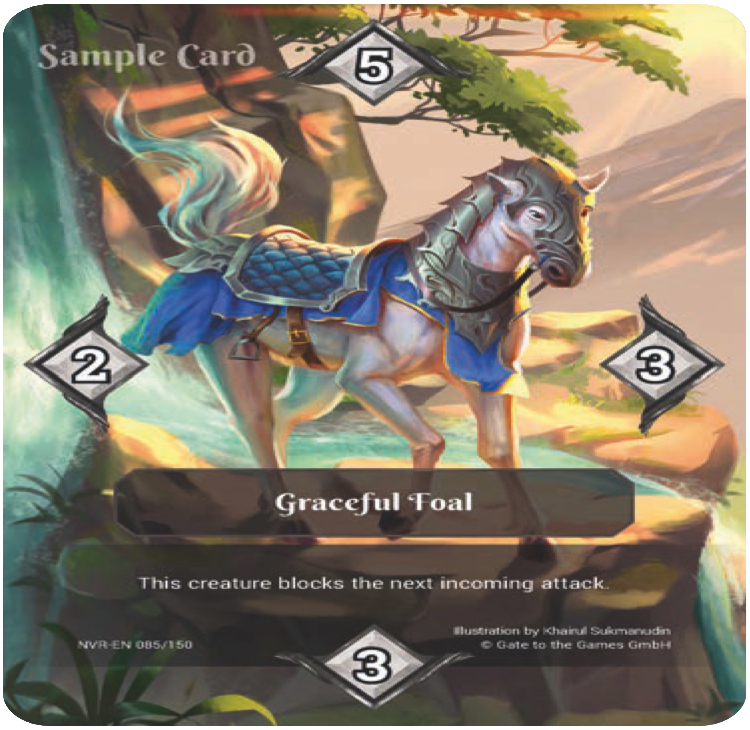 Sample Card
5
2
3
Graceful Foal
This creature blocks the next incoming attack.
Illustration by Khairul Sukmanudin
NVR-EN 085/150
© Gate to the Games GmbH
3